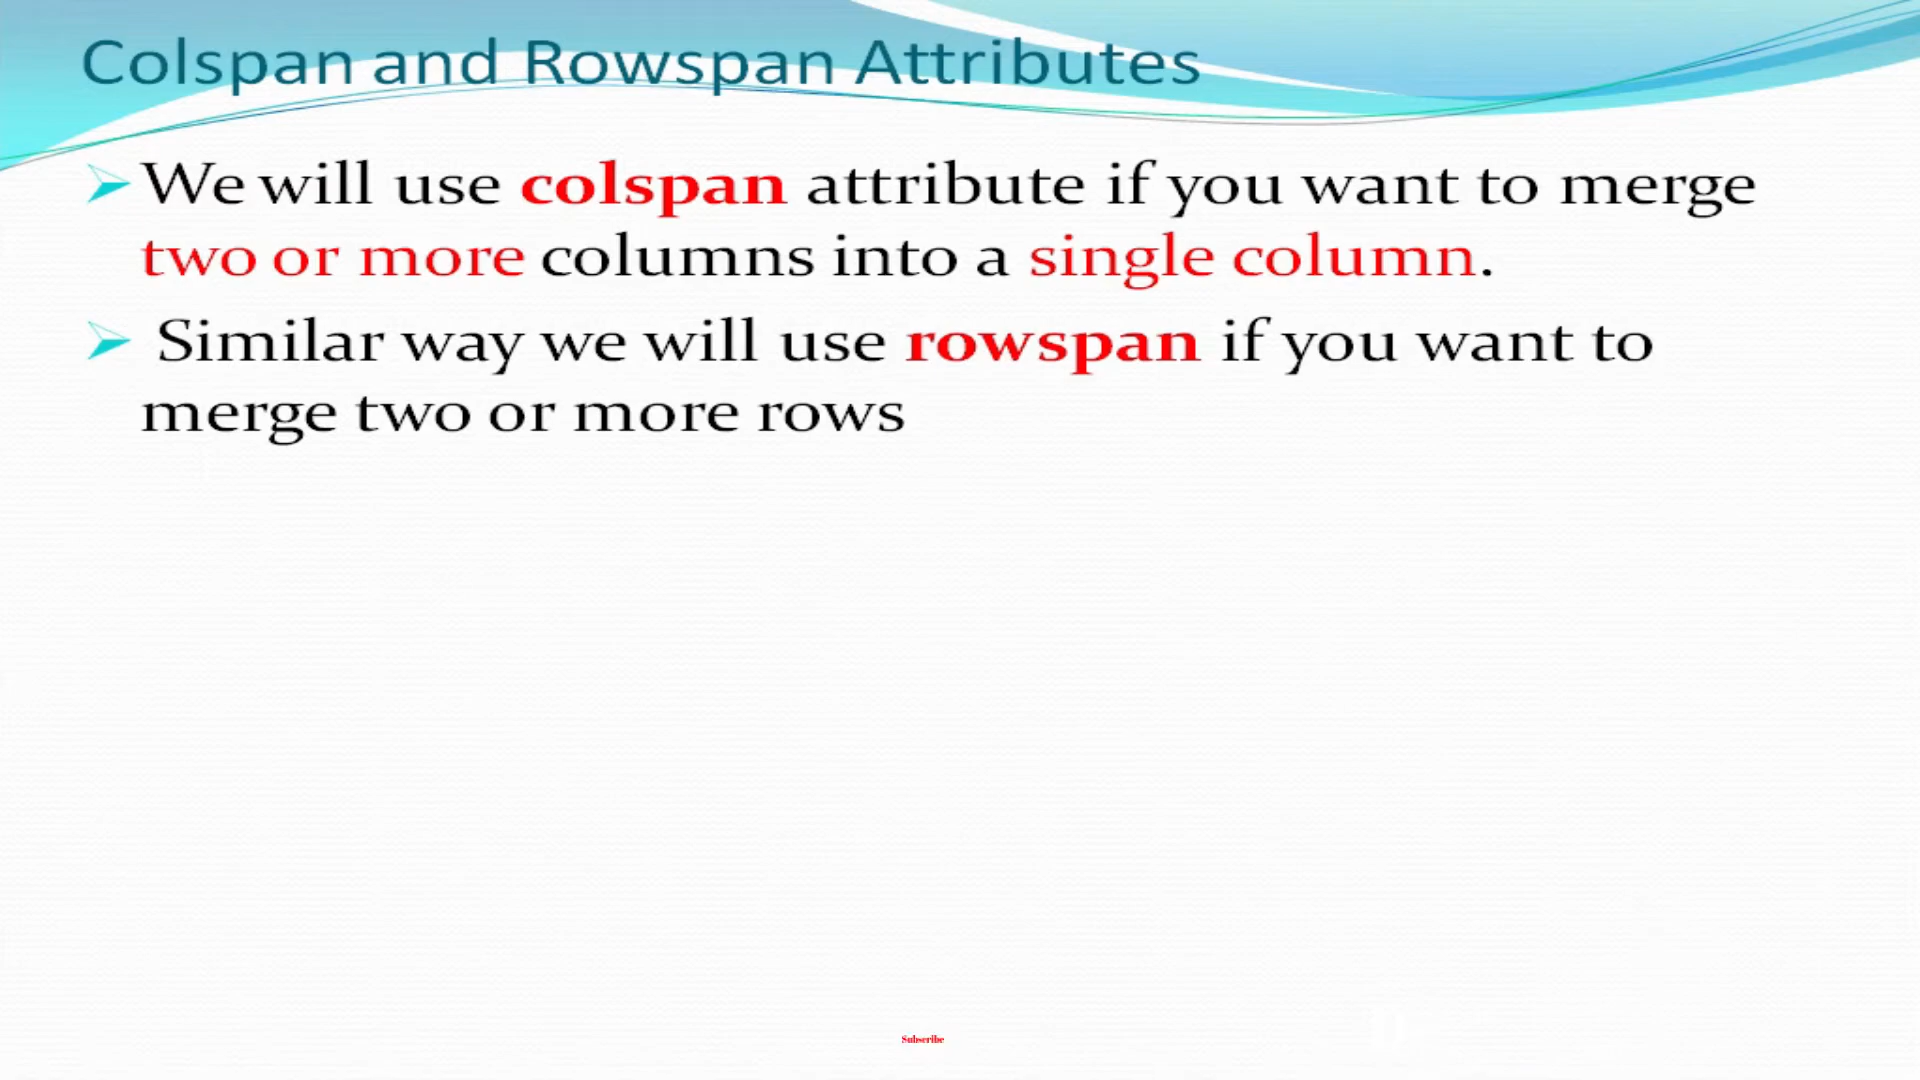 Colspan and Rowspan Attributes
We will use colspan attribute if you want to merge
two or more columns into a single column.
Similar way we will use rowspan if you want to
merge two or more rows
Subscribe